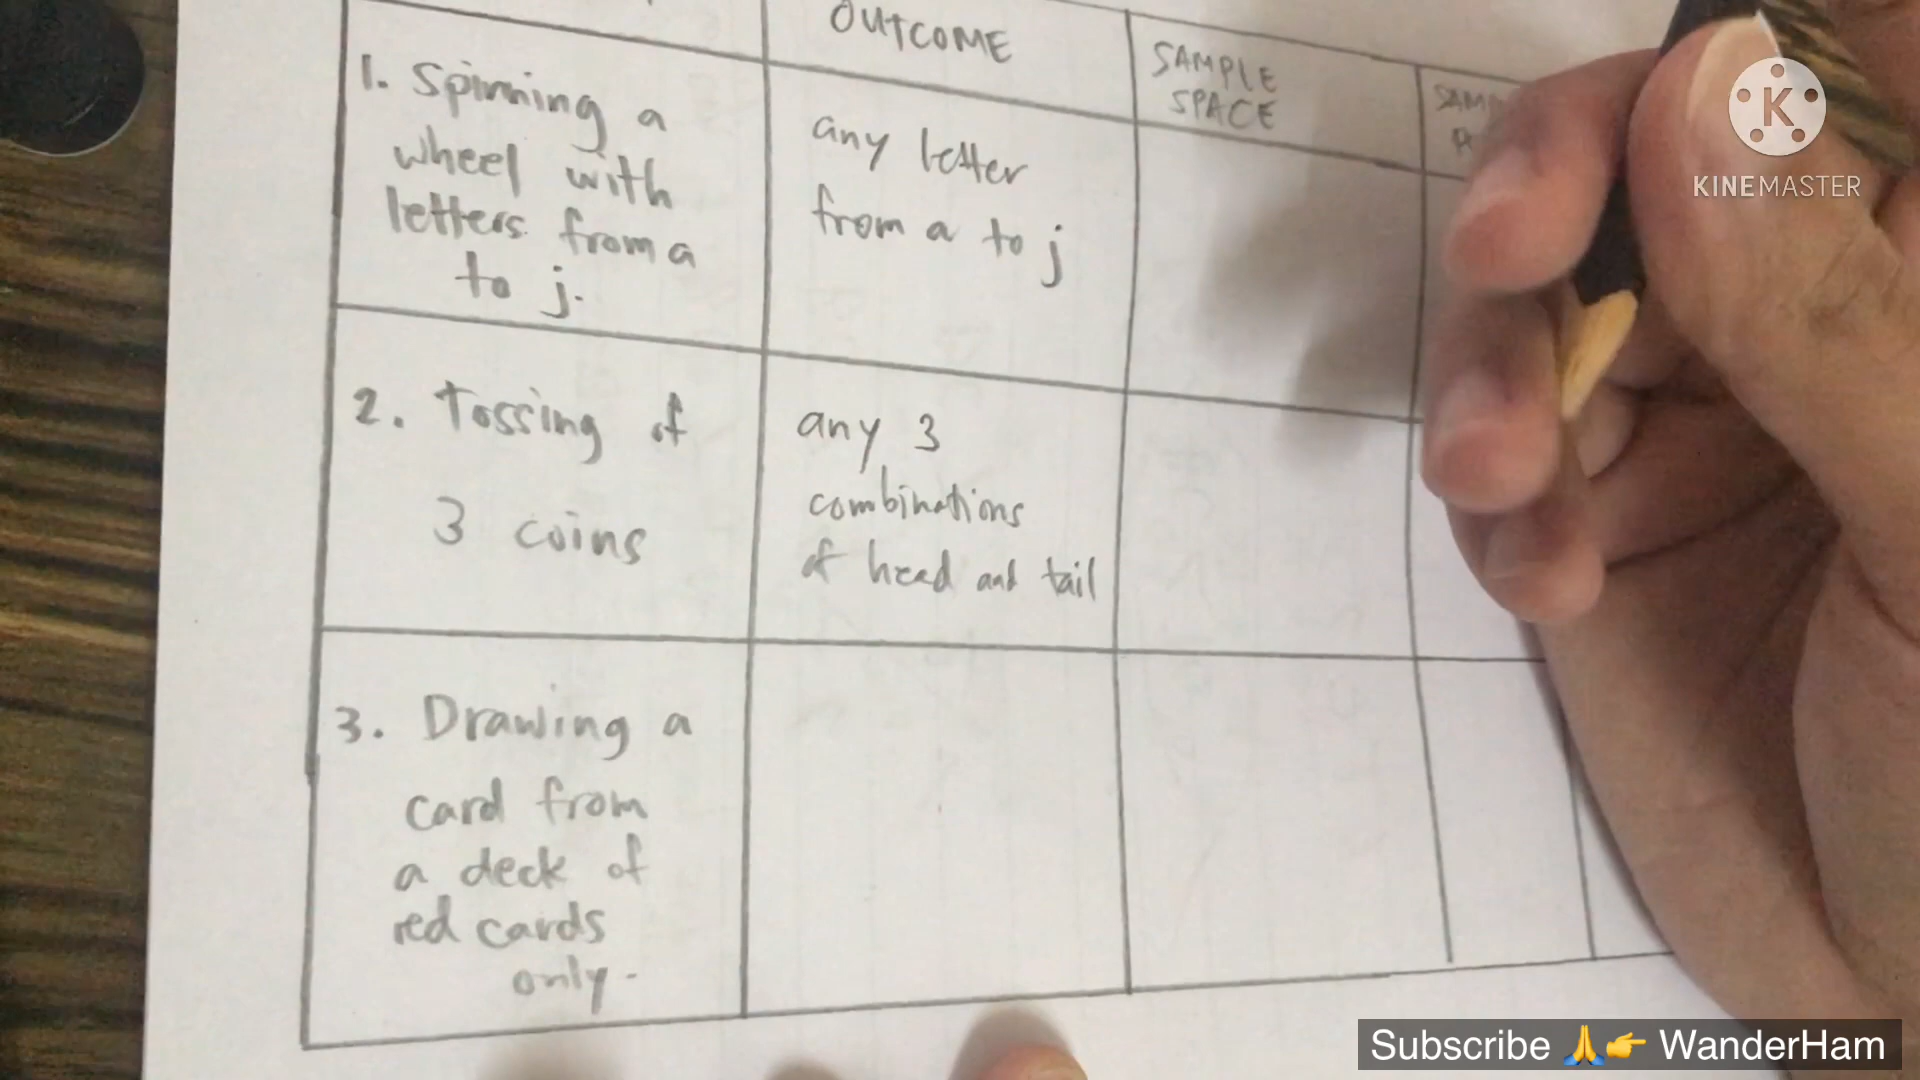 OUTCOME
SAMPLE
SPACE
1. Spinning a
wheel with
letters from a
to j.
any letter
from a to j
2. Tossing of
3 coins
any 3
combinations
of head and tail
3. Drawing a
card from
a deck of
red cards
only.
KINEMASTER
Subscribe 🙏👉 WanderHam